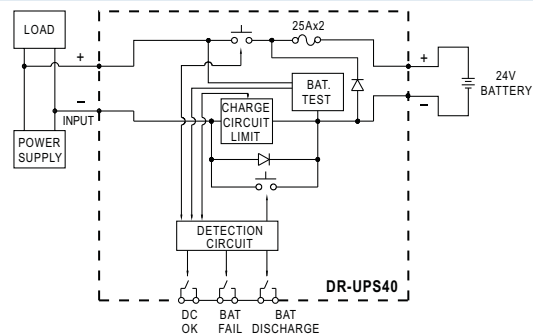 LOAD
25Ax2
+
+
24V
BATTERY
−
−
INPUT
BAT.
TEST
CHARGE
CIRCUIT
LIMIT
POWER
SUPPLY
DETECTION
CIRCUIT
DR-UPS40
DC
OK
BAT
FAIL
BAT
DISCHARGE